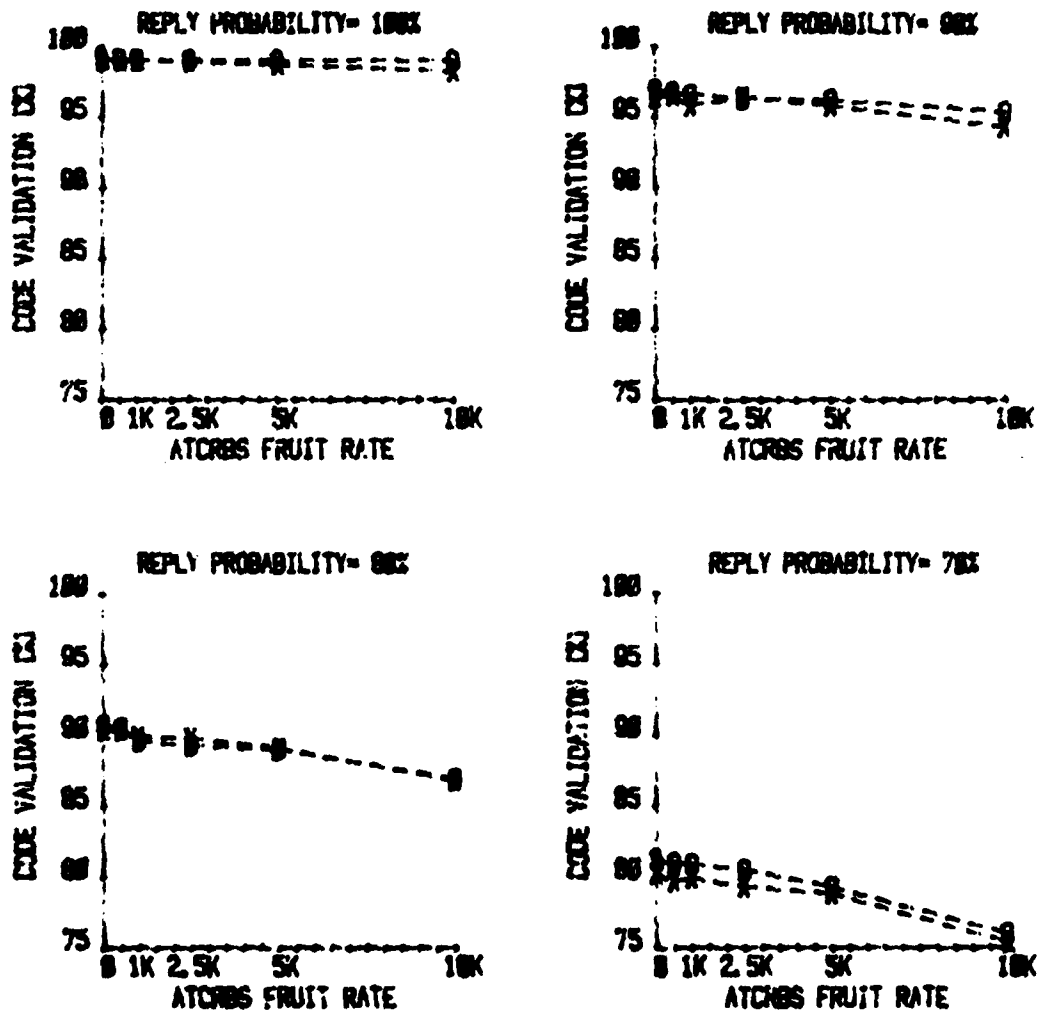 REPLY PROBABILITY= 100%
100
95
90
85
80
75
CODE VALIDATION [%]
0 1K 2.5K 5K 10K
ATCRBS FRUIT RATE
REPLY PROBABILITY= 90%
100
95
90
85
80
75
CODE VALIDATION [%]
0 1K 2.5K 5K 10K
ATCRBS FRUIT RATE
REPLY PROBABILITY= 80%
100
95
90
85
80
75
CODE VALIDATION [%]
0 1K 2.5K 5K 10K
ATCRBS FRUIT RATE
REPLY PROBABILITY= 70%
100
95
90
85
80
75
CODE VALIDATION [%]
0 1K 2.5K 5K 10K
ATCRBS FRUIT RATE